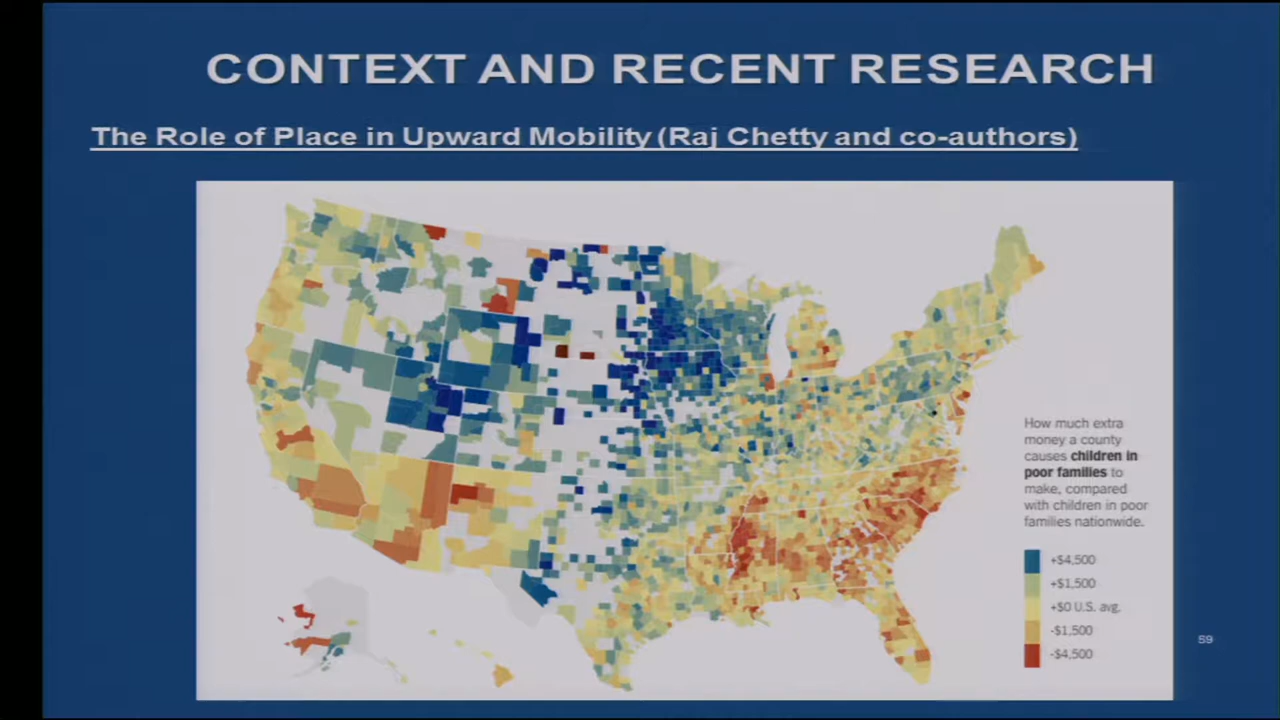 CONTEXT AND RECENT RESEARCH
The Role of Place in Upward Mobility (Raj Chetty and co-authors)
How much extra
money a county
causes children in
poor families to
make, compared
with children in poor
families nationwide.
+$4,500
+$1,500
+$0 U.S. avg.
-$1,500
-$4,500
S9